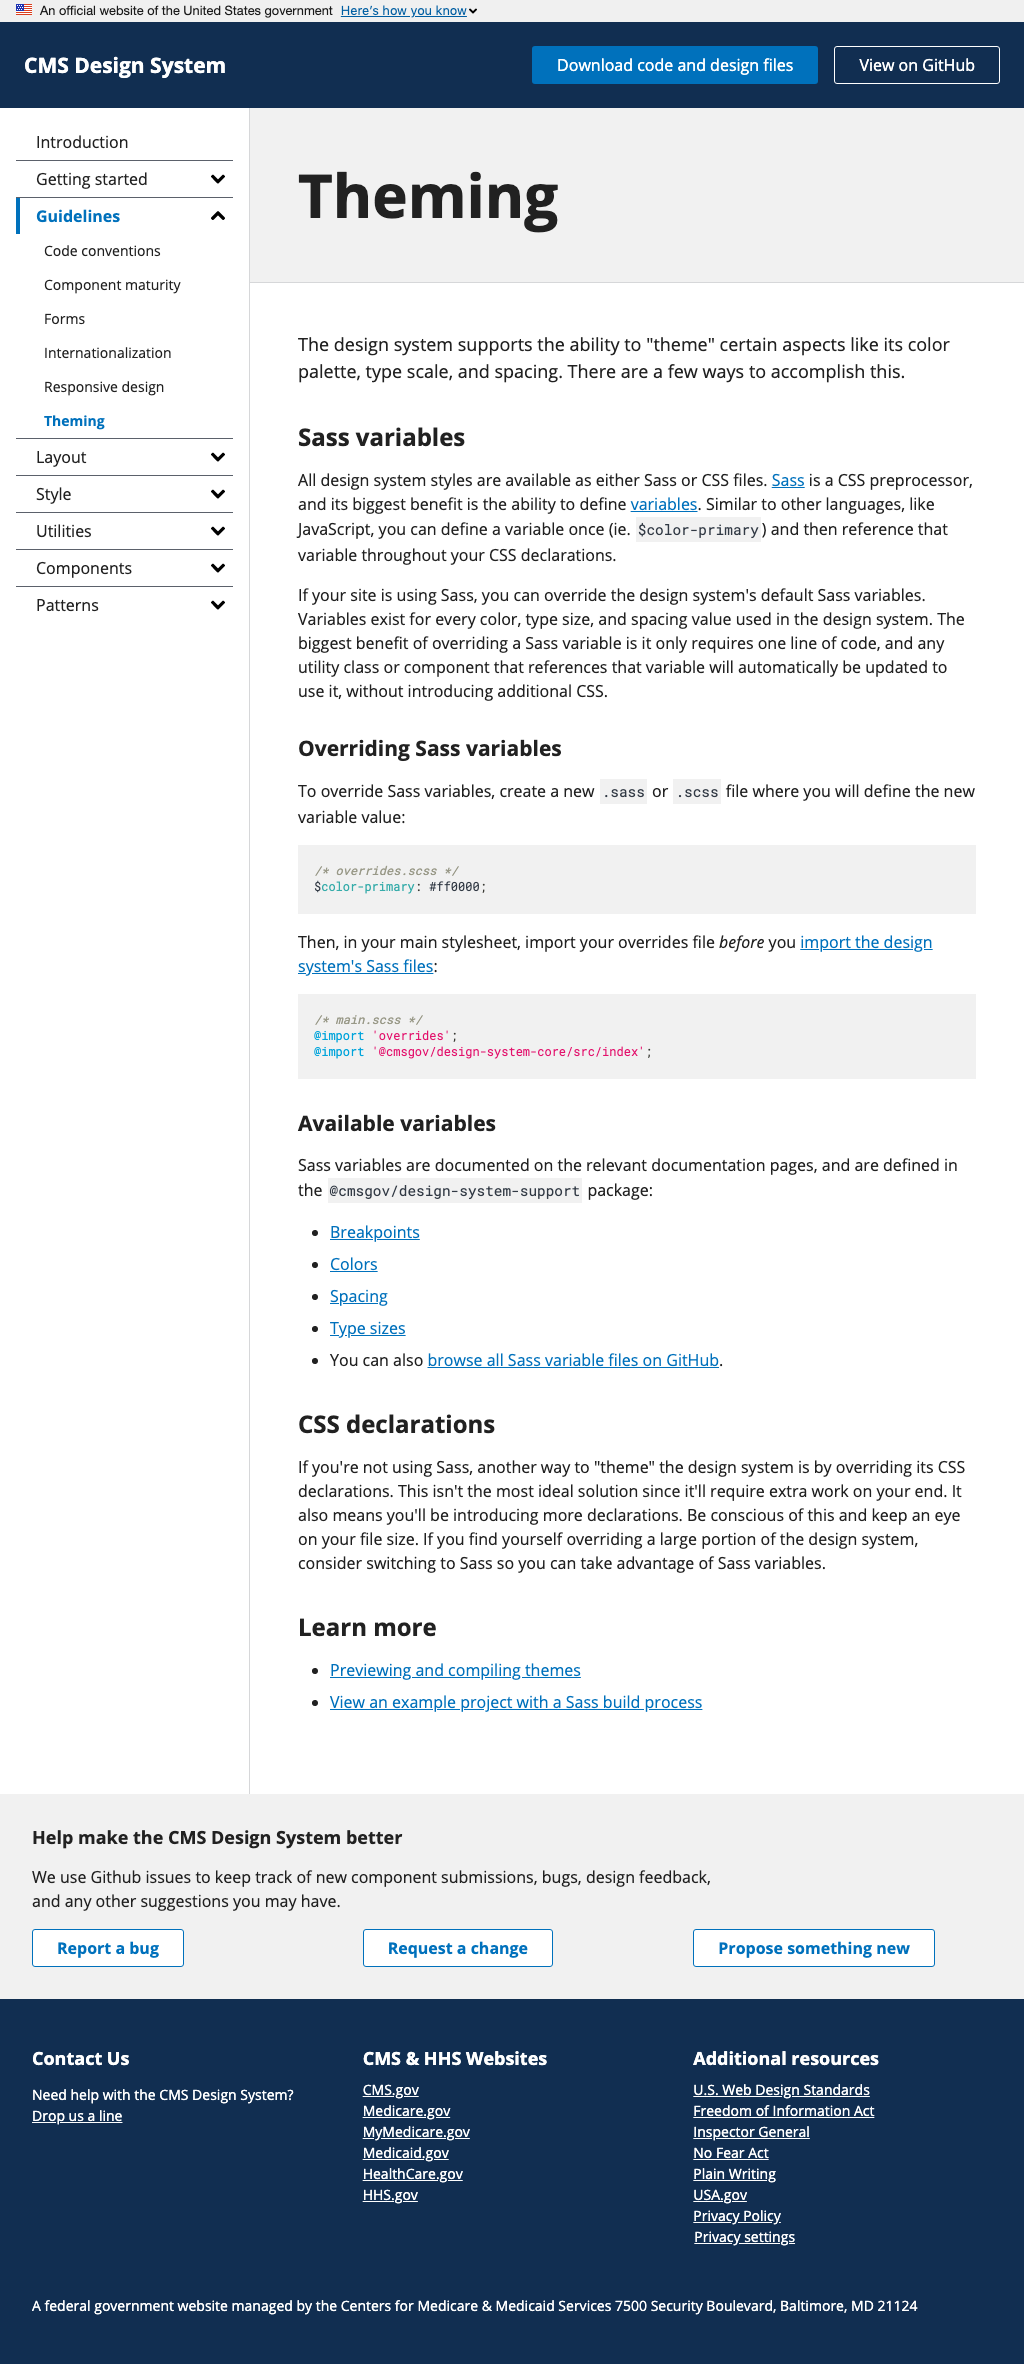 An official website of the United States government Here's how you know
CMS Design System
Download code and design files
View on GitHub
Introduction
Getting started
Guidelines
Code conventions
Component maturity
Forms
Internationalization
Responsive design
Theming
Layout
Style
Utilities
Components
Patterns
Theming
The design system supports the ability to "theme" certain aspects like its color
palette, type scale, and spacing. There are a few ways to accomplish this.
Sass variables
All design system styles are available as either Sass or CSS files. Sass is a CSS preprocessor,
and its biggest benefit is the ability to define variables. Similar to other languages, like
JavaScript, you can define a variable once (ie. $color-primary) and then reference that
variable throughout your CSS declarations.
If your site is using Sass, you can override the design system's default Sass variables.
Variables exist for every color, type size, and spacing value used in the design system. The
biggest benefit of overriding a Sass variable is it only requires one line of code, and any
utility class or component that references that variable will automatically be updated to
use it, without introducing additional CSS.
Overriding Sass variables
To override Sass variables, create a new .sass or .scss file where you will define the new
variable value:
/* overrides.scss */
$color-primary: #ff0000;
Then, in your main stylesheet, import your overrides file before you import the design
system's Sass files:
/* main.scss */
@import 'overrides';
@import '@cmsgov/design-system-core/src/index';
Available variables
Sass variables are documented on the relevant documentation pages, and are defined in
the @cmsgov/design-system-support package:
• Breakpoints
• Colors
• Spacing
• Type sizes
• You can also browse all Sass variable files on GitHub.
CSS declarations
If you're not using Sass, another way to "theme" the design system is by overriding its CSS
declarations. This isn't the most ideal solution since it'll require extra work on your end. It
also means you'll be introducing more declarations. Be conscious of this and keep an eye
on your file size. If you find yourself overriding a large portion of the design system,
consider switching to Sass so you can take advantage of Sass variables.
Learn more
• Previewing and compiling themes
• View an example project with a Sass build process
Help make the CMS Design System better
We use Github issues to keep track of new component submissions, bugs, design feedback,
and any other suggestions you may have.
Report a bug
Request a change
Propose something new
Contact Us
Need help with the CMS Design System?
Drop us a line
CMS & HHS Websites
CMS.gov
Medicare.gov
MyMedicare.gov
Medicaid.gov
HealthCare.gov
HHS.gov
Additional resources
U.S. Web Design Standards
Freedom of Information Act
Inspector General
No Fear Act
Plain Writing
USA.gov
Privacy Policy
Privacy settings
A federal government website managed by the Centers for Medicare & Medicaid Services 7500 Security Boulevard, Baltimore, MD 21124